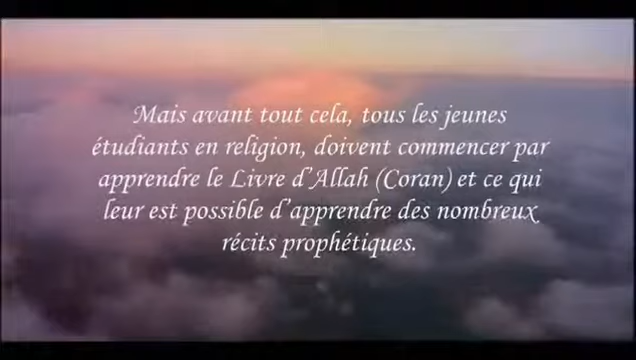 Mais avant tout cela, tous les jeunes
étudiants en religion, doivent commencer par
apprendre le Livre d'Allah (Coran) et ce qui
leur est possible d'apprendre des nombreux
récits prophétiques.